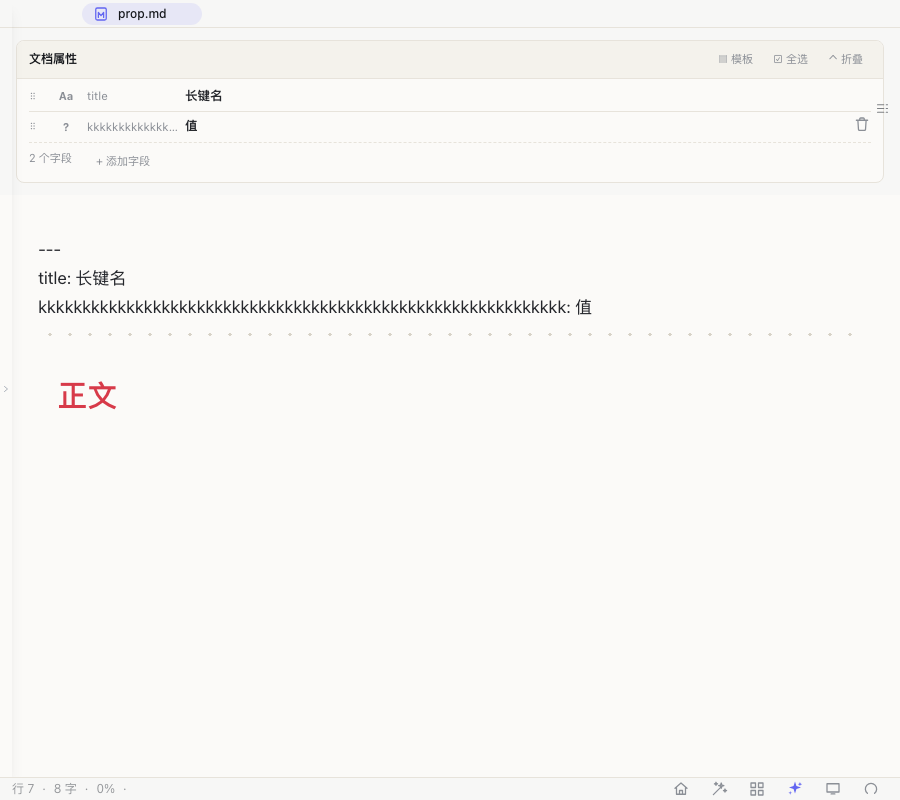 prop.md
文档属性
模板 全选 折叠
Aa title 长键名
? kkkkkkkkkkkkk... 值
2 个字段 + 添加字段
---
title: 长键名
kkkkkkkkkkkkkkkkkkkkkkkkkkkkkkkkkkkkkkkkkkkkkkkkkkkkkkkkkkkk: 值
正文
行 7 · 8 字 · 0% ·